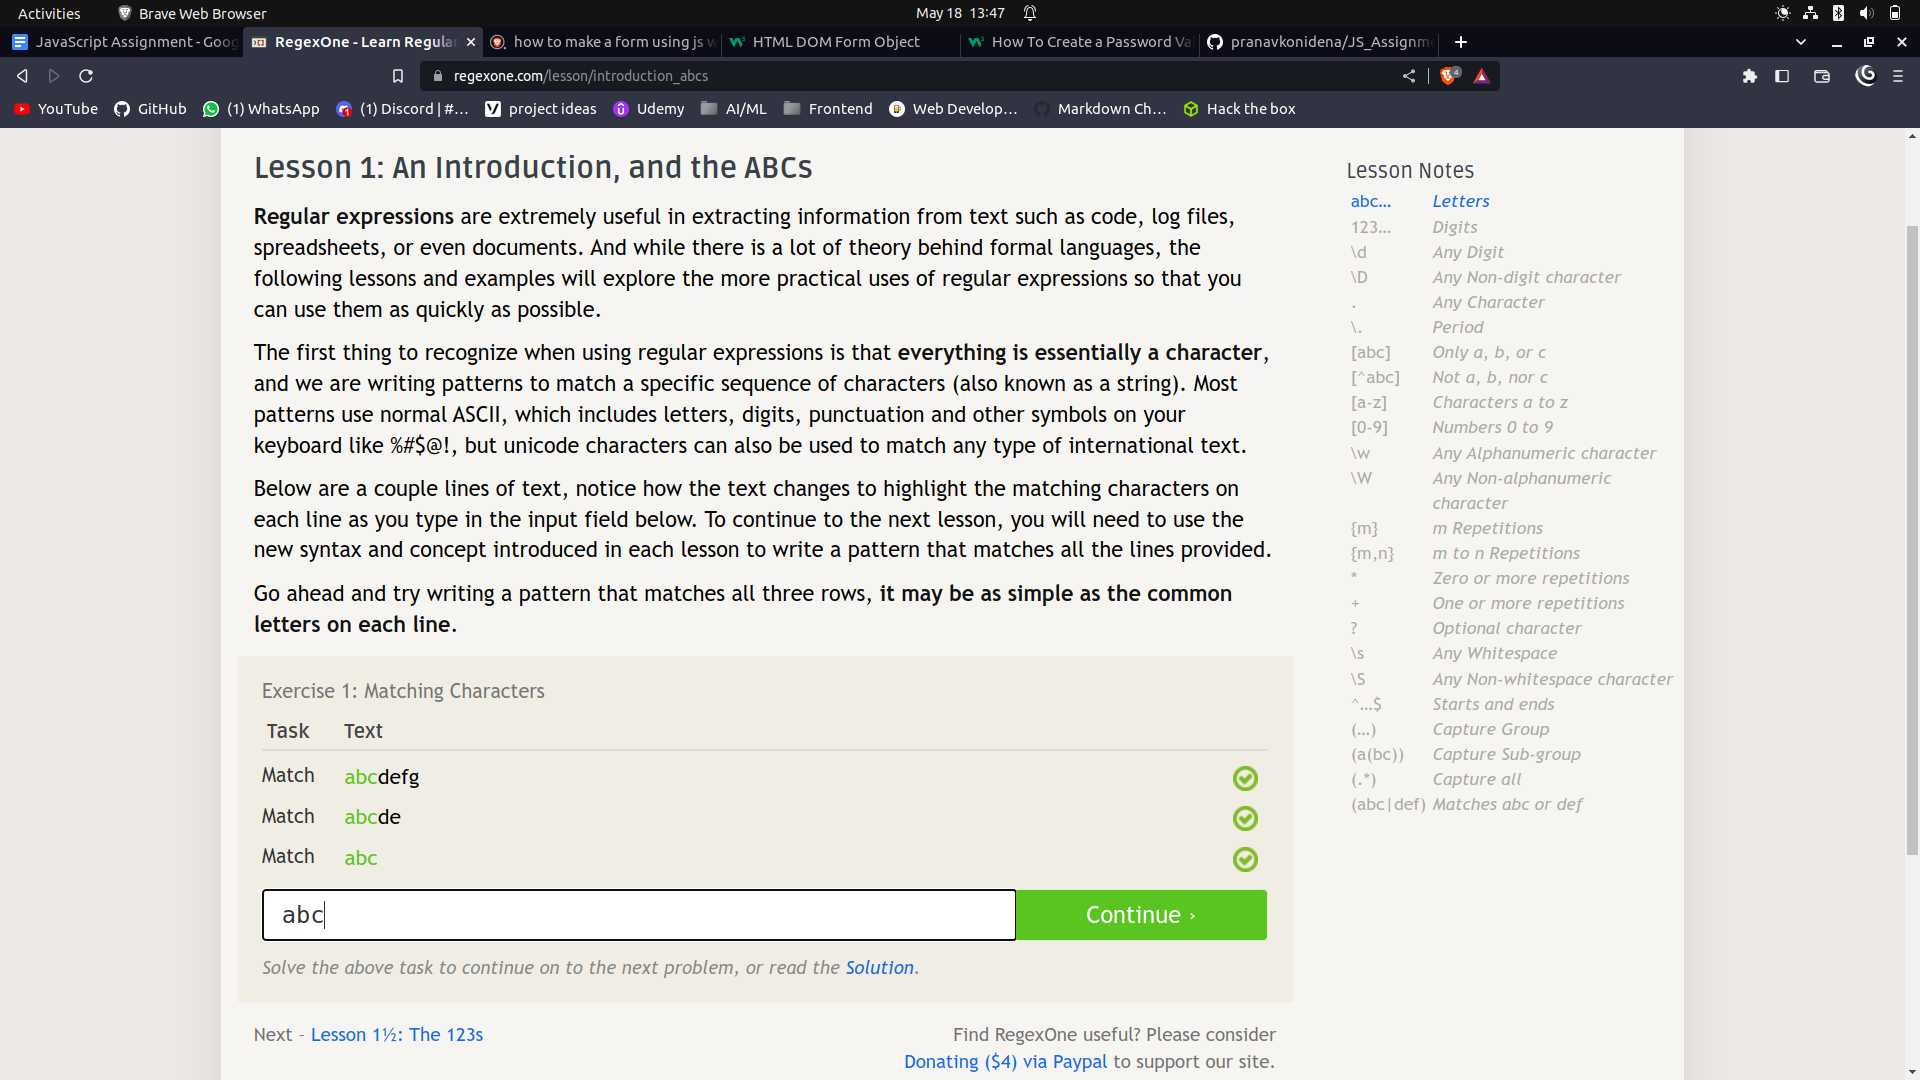 Activities
Brave Web Browser
May 18 13:47
JavaScript Assignment - Goog
RegexOne - Learn Regula
how to make a form using js w
HTML DOM Form Object
How To Create a Password Va
pranavkonidena/JS_Assignm
regexone.com/lesson/introduction_abcs
4
YouTube
GitHub
(1) WhatsApp
(1) Discord | #...
project ideas
Udemy
AI/ML
Frontend
Web Develop...
Markdown Ch...
Hack the box
Lesson 1: An Introduction, and the ABCs
Regular expressions are extremely useful in extracting information from text such as code, log files,
spreadsheets, or even documents. And while there is a lot of theory behind formal languages, the
following lessons and examples will explore the more practical uses of regular expressions so that you
can use them as quickly as possible.
The first thing to recognize when using regular expressions is that everything is essentially a character,
and we are writing patterns to match a specific sequence of characters (also known as a string). Most
patterns use normal ASCII, which includes letters, digits, punctuation and other symbols on your
keyboard like %#$@!, but unicode characters can also be used to match any type of international text.
Below are a couple lines of text, notice how the text changes to highlight the matching characters on
each line as you type in the input field below. To continue to the next lesson, you will need to use the
new syntax and concept introduced in each lesson to write a pattern that matches all the lines provided.
Go ahead and try writing a pattern that matches all three rows, it may be as simple as the common
letters on each line.
Exercise 1: Matching Characters
Task Text
Match abcdefg
Match abcde
Match abc
abc
Continue ›
Solve the above task to continue on to the next problem, or read the Solution.
Next – Lesson 1½: The 123s
Find RegexOne useful? Please consider
Donating ($4) via Paypal to support our site.
Lesson Notes
abc… Letters
123… Digits
\d Any Digit
\D Any Non-digit character
. Any Character
\. Period
[abc] Only a, b, or c
[^abc] Not a, b, nor c
[a-z] Characters a to z
[0-9] Numbers 0 to 9
\w Any Alphanumeric character
\W Any Non-alphanumeric
character
{m} m Repetitions
{m,n} m to n Repetitions
* Zero or more repetitions
+ One or more repetitions
? Optional character
\s Any Whitespace
\S Any Non-whitespace character
^…$ Starts and ends
(…) Capture Group
(a(bc)) Capture Sub-group
(.*) Capture all
(abc|def) Matches abc or def